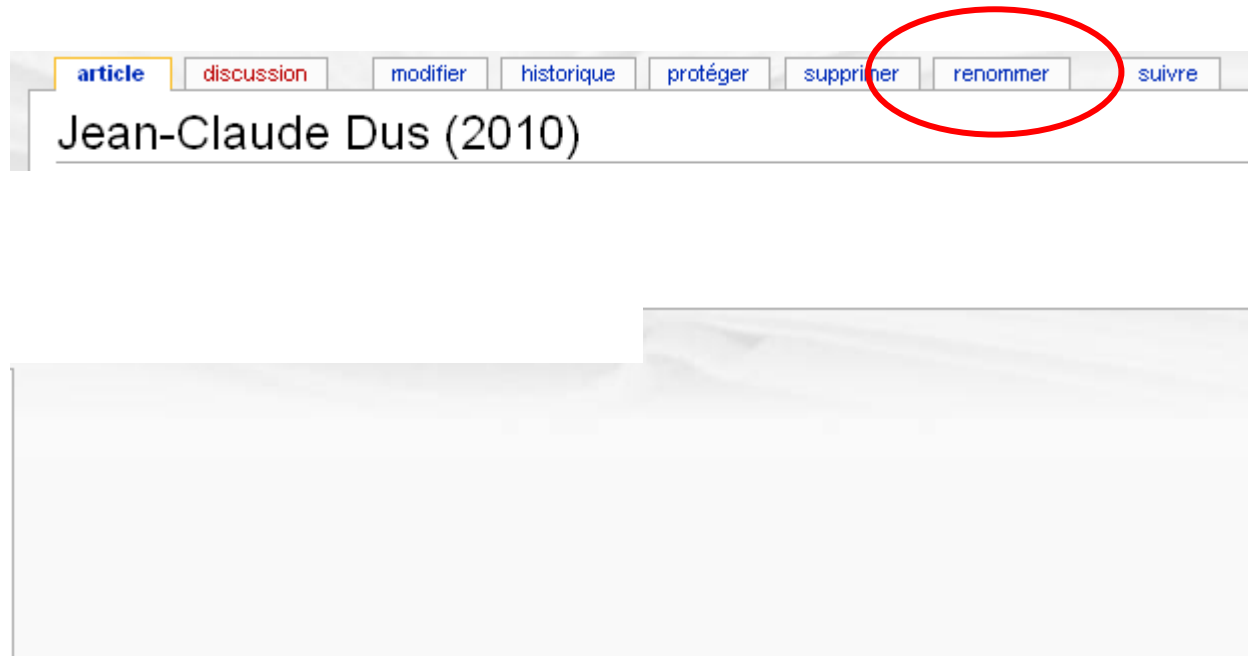 article discussion modifier historique protéger supprimer renommer suivre
Jean-Claude Dus (2010)